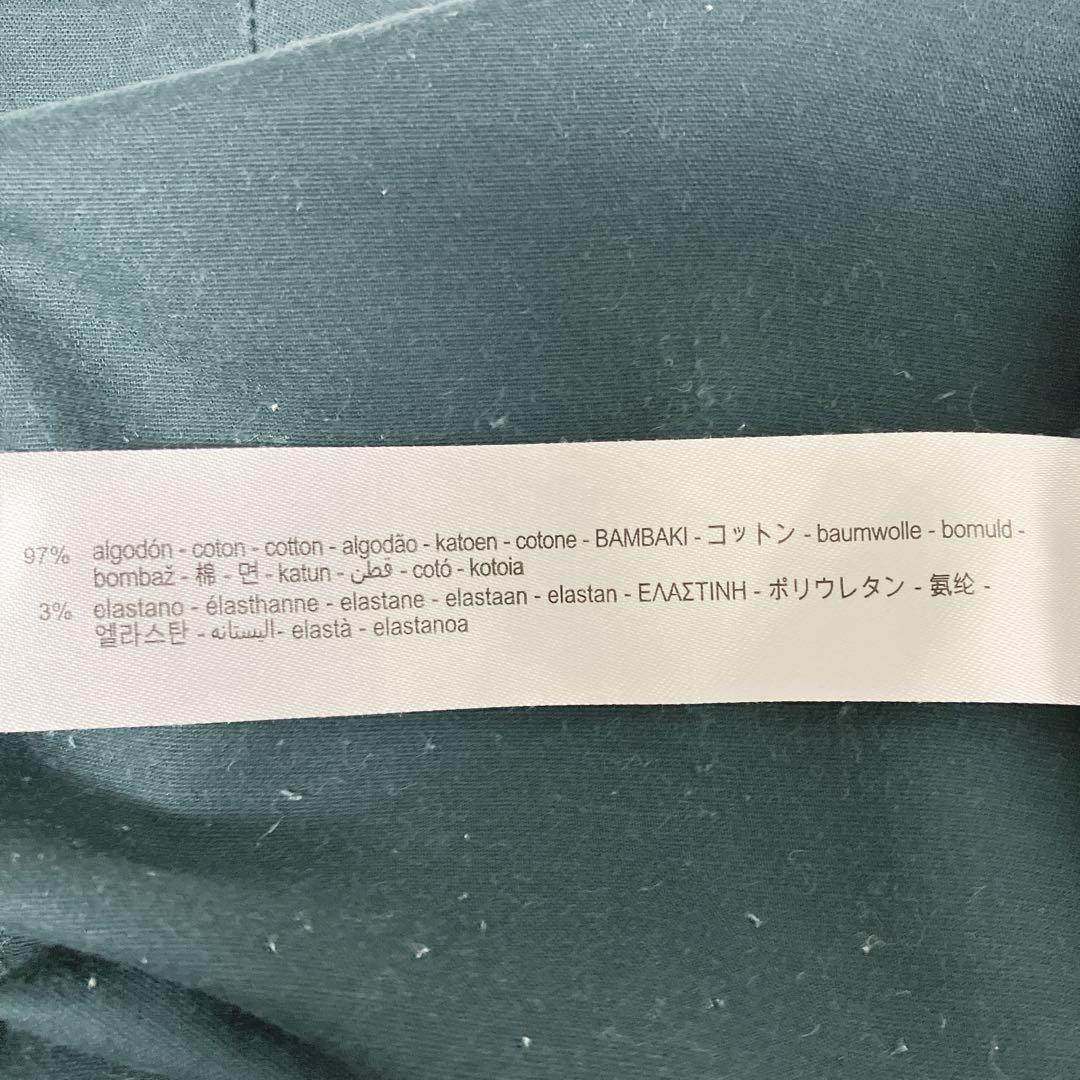 97% algodón - coton - cotton - algodão - katoen - cotone - BAMBAKI - コットン - baumwolle - bomuld -
bombaž - 棉 - 면 - katun - قطن - cotó - kotoia
3% elastano - élasthanne - elastane - elastaan - elastan - ΕΛΑΣΤΙΝΗ - ポリウレタン - 氨纶 -
엘라스탄 - اليستانه- elastà - elastanoa